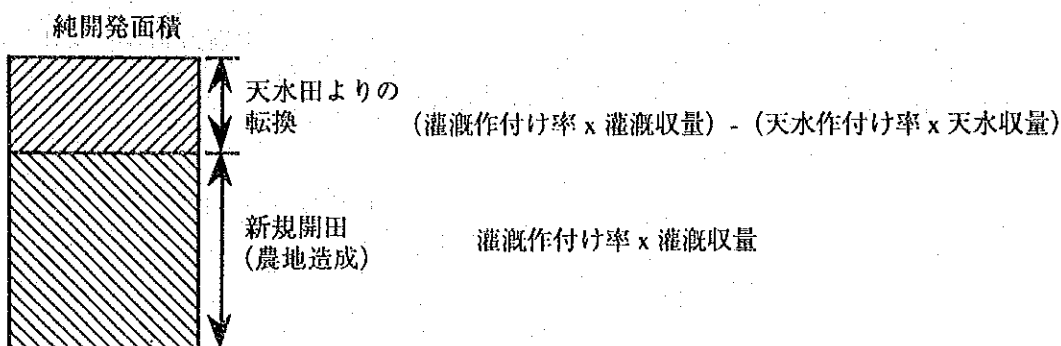 純開発面積
天水田よりの
転換
(灌漑作付け率 x 灌漑収量) - (天水作付け率 x 天水収量)
新規開田
(農地造成)
灌漑作付け率 x 灌漑収量